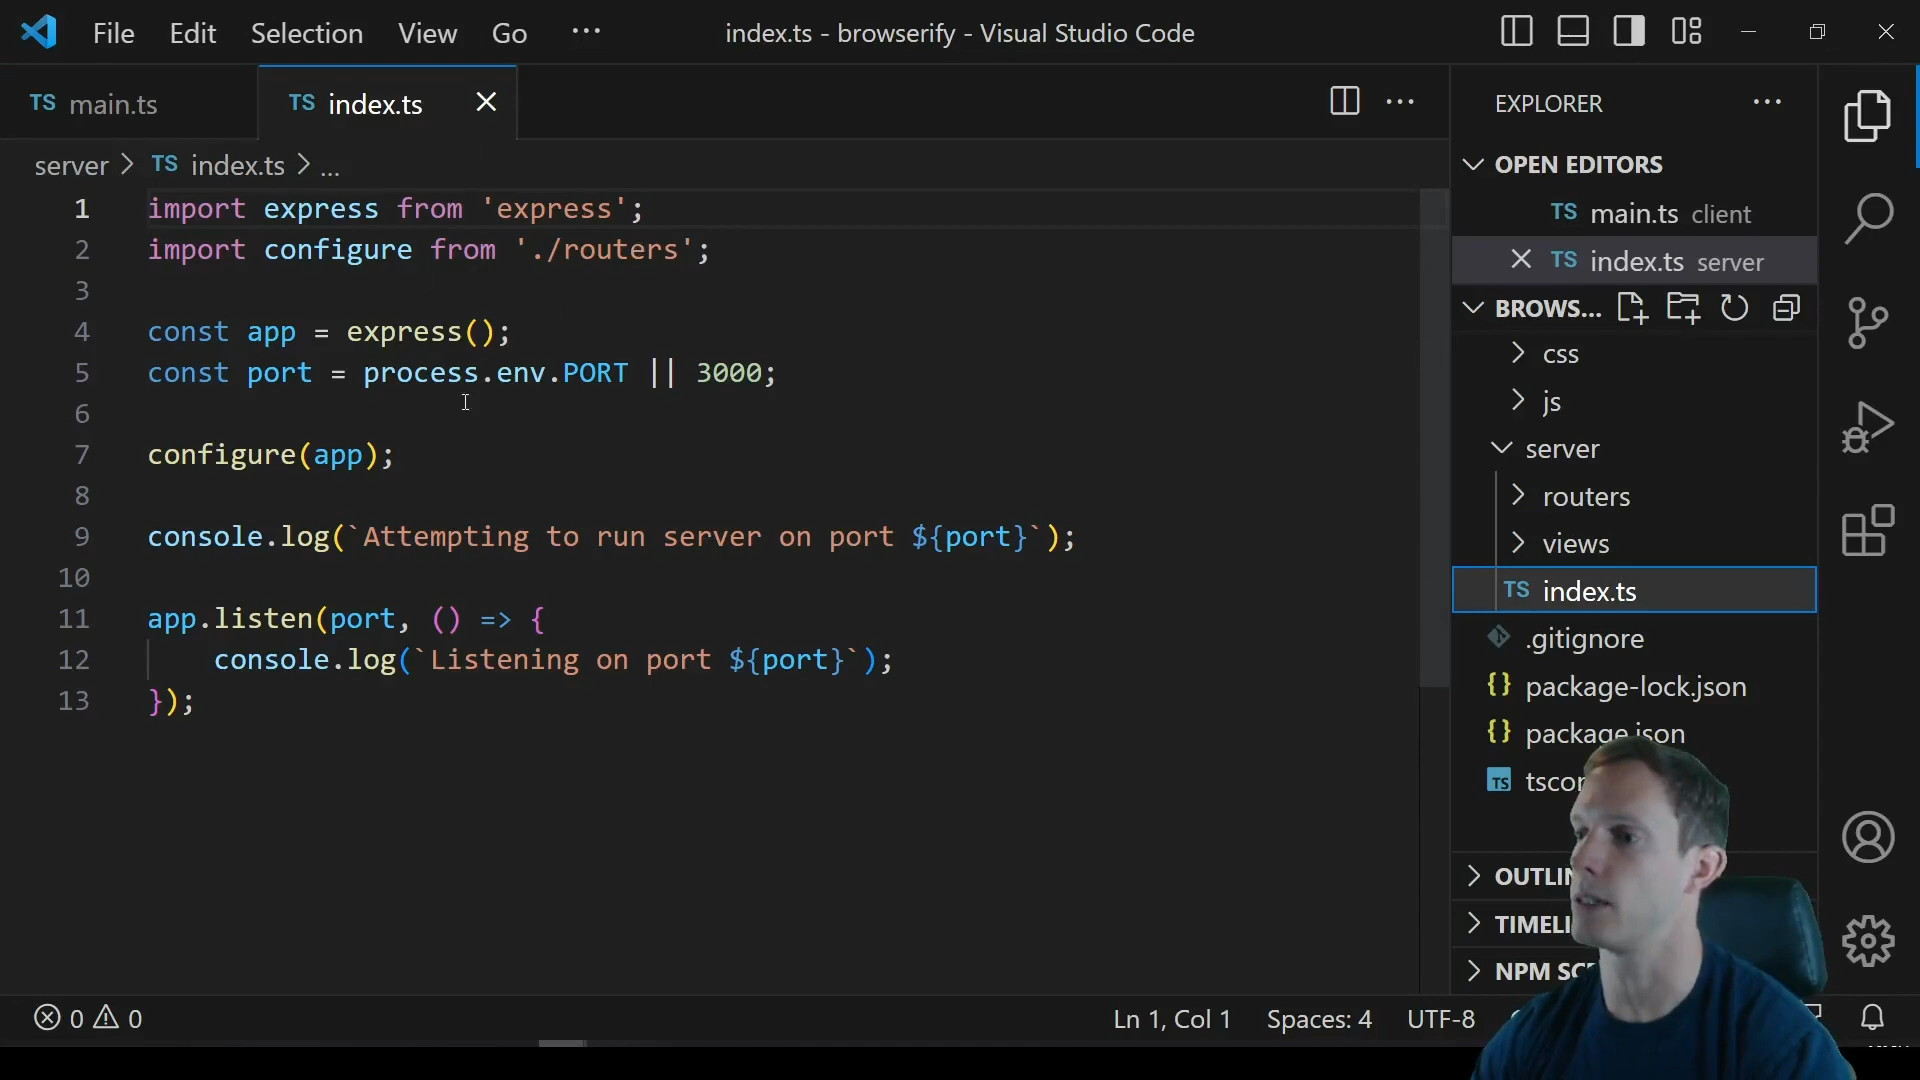 File Edit Selection View Go ···
index.ts - browserify - Visual Studio Code
TS main.ts
TS index.ts
server > TS index.ts > ...
1 import express from 'express';
2 import configure from './routers';
3
4 const app = express();
5 const port = process.env.PORT || 3000;
6
7 configure(app);
8
9 console.log(`Attempting to run server on port ${port}`);
10
11 app.listen(port, () => {
12 console.log(`Listening on port ${port}`);
13 });
EXPLORER
OPEN EDITORS
TS main.ts client
TS index.ts server
BROWS...
css
js
server
routers
views
TS index.ts
.gitignore
{} package-lock.json
{} package.json
TS
0 0
Ln 1, Col 1
Spaces: 4
UTF-8